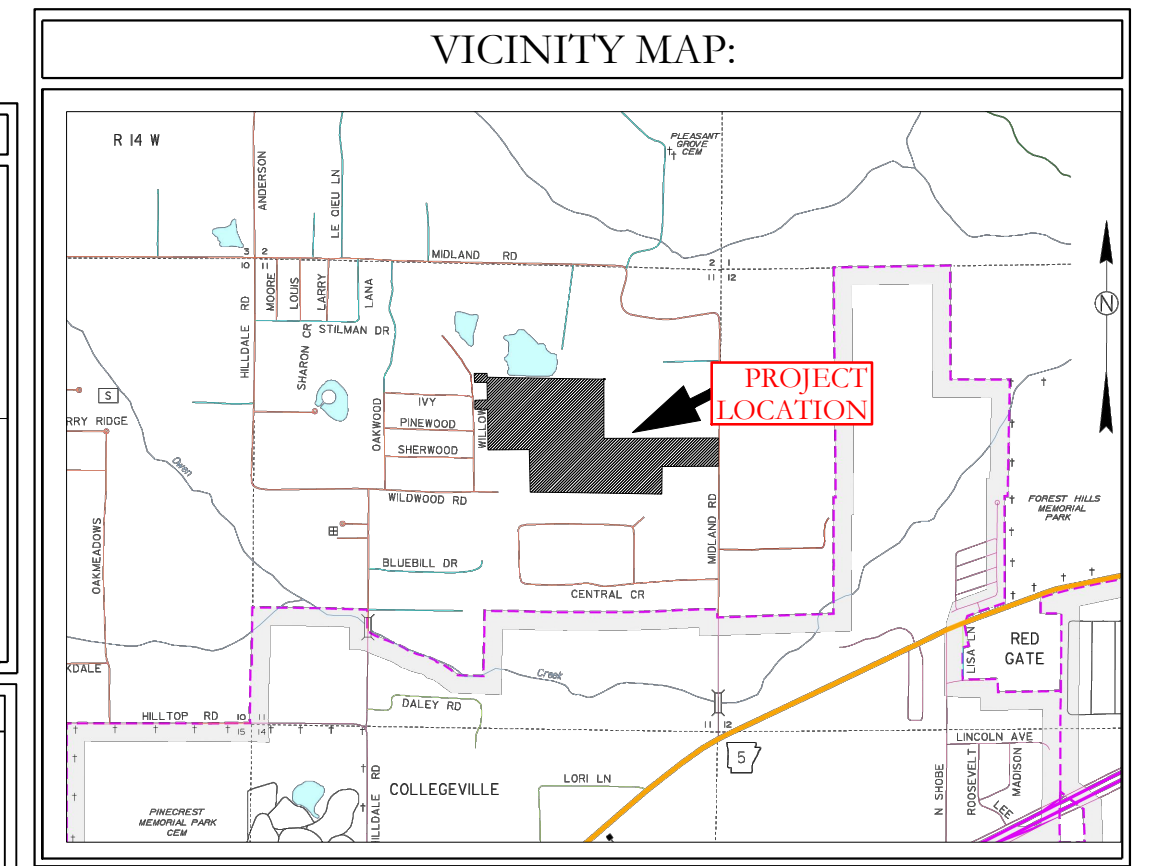 VICINITY MAP:
R 14 W
ANDERSON
LE CIEU LN
PLEASANT
GROVE
CEM
3 2
10 11
MIDLAND RD
2 1
11 12
N
MOORE
LOUIS
LARRY
LANA
HILLDALE RD
SHARON CR
STILMAN DR
S
RRY RIDGE
OAKWOOD
IVY
PINEWOOD
SHERWOOD
WILLOW
PROJECT
LOCATION
Owen
WILDWOOD RD
MIDLAND RD
FOREST HILLS
MEMORIAL
PARK
OAKMEADOWS
BLUEBILL DR
CENTRAL CR
LISA LN
RED
GATE
KDALE
Creek
HILLTOP RD
10 11
15 14
DALEY RD
11 12
5
LINCOLN AVE
COLLEGEVILLE
LORI LN
ILLDALE RD
N SHOBE
ROOSEVELT
MADISON
LEE
PINECREST
MEMORIAL PARK
CEM